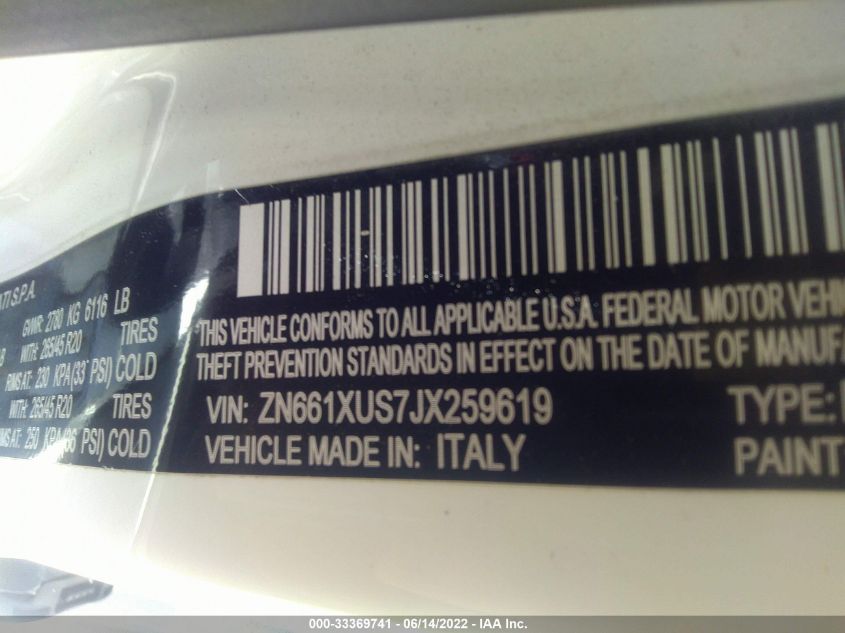 ATI S.P.A.
GVWR: 2780 KG 6116 LB
LB WITH: 265/45 R20 TIRES
RIMS AT: 230 KPA (33 PSI) COLD
WITH: 265/45 R20 TIRES
RIMS AT: 250 KPA (36 PSI) COLD
THIS VEHICLE CONFORMS TO ALL APPLICABLE U.S.A. FEDERAL MOTOR VEHI
THEFT PREVENTION STANDARDS IN EFFECT ON THE DATE OF MANUFA
VIN: ZN661XUS7JX259619 TYPE:
VEHICLE MADE IN: ITALY PAINT
000-33369741 - 06/14/2022 - IAA Inc.